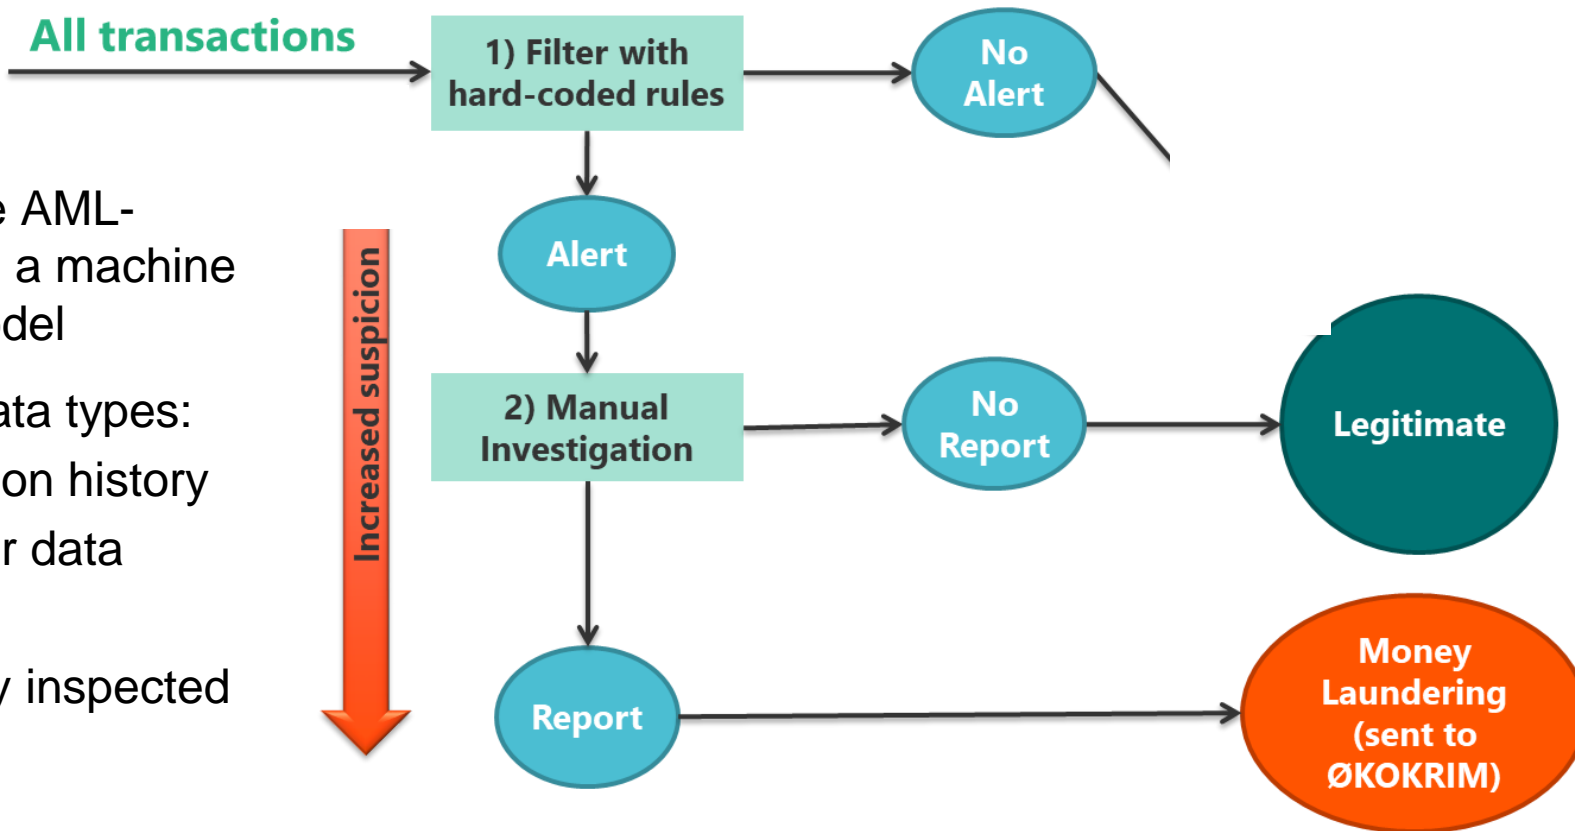 All transactions
1) Filter with
hard-coded rules
No
Alert
e AML-
a machine
odel
ata types:
on history
r data
y inspected
Increased suspicion
Alert
2) Manual
Investigation
No
Report
Legitimate
Report
Money
Laundering
(sent to
ØKOKRIM)